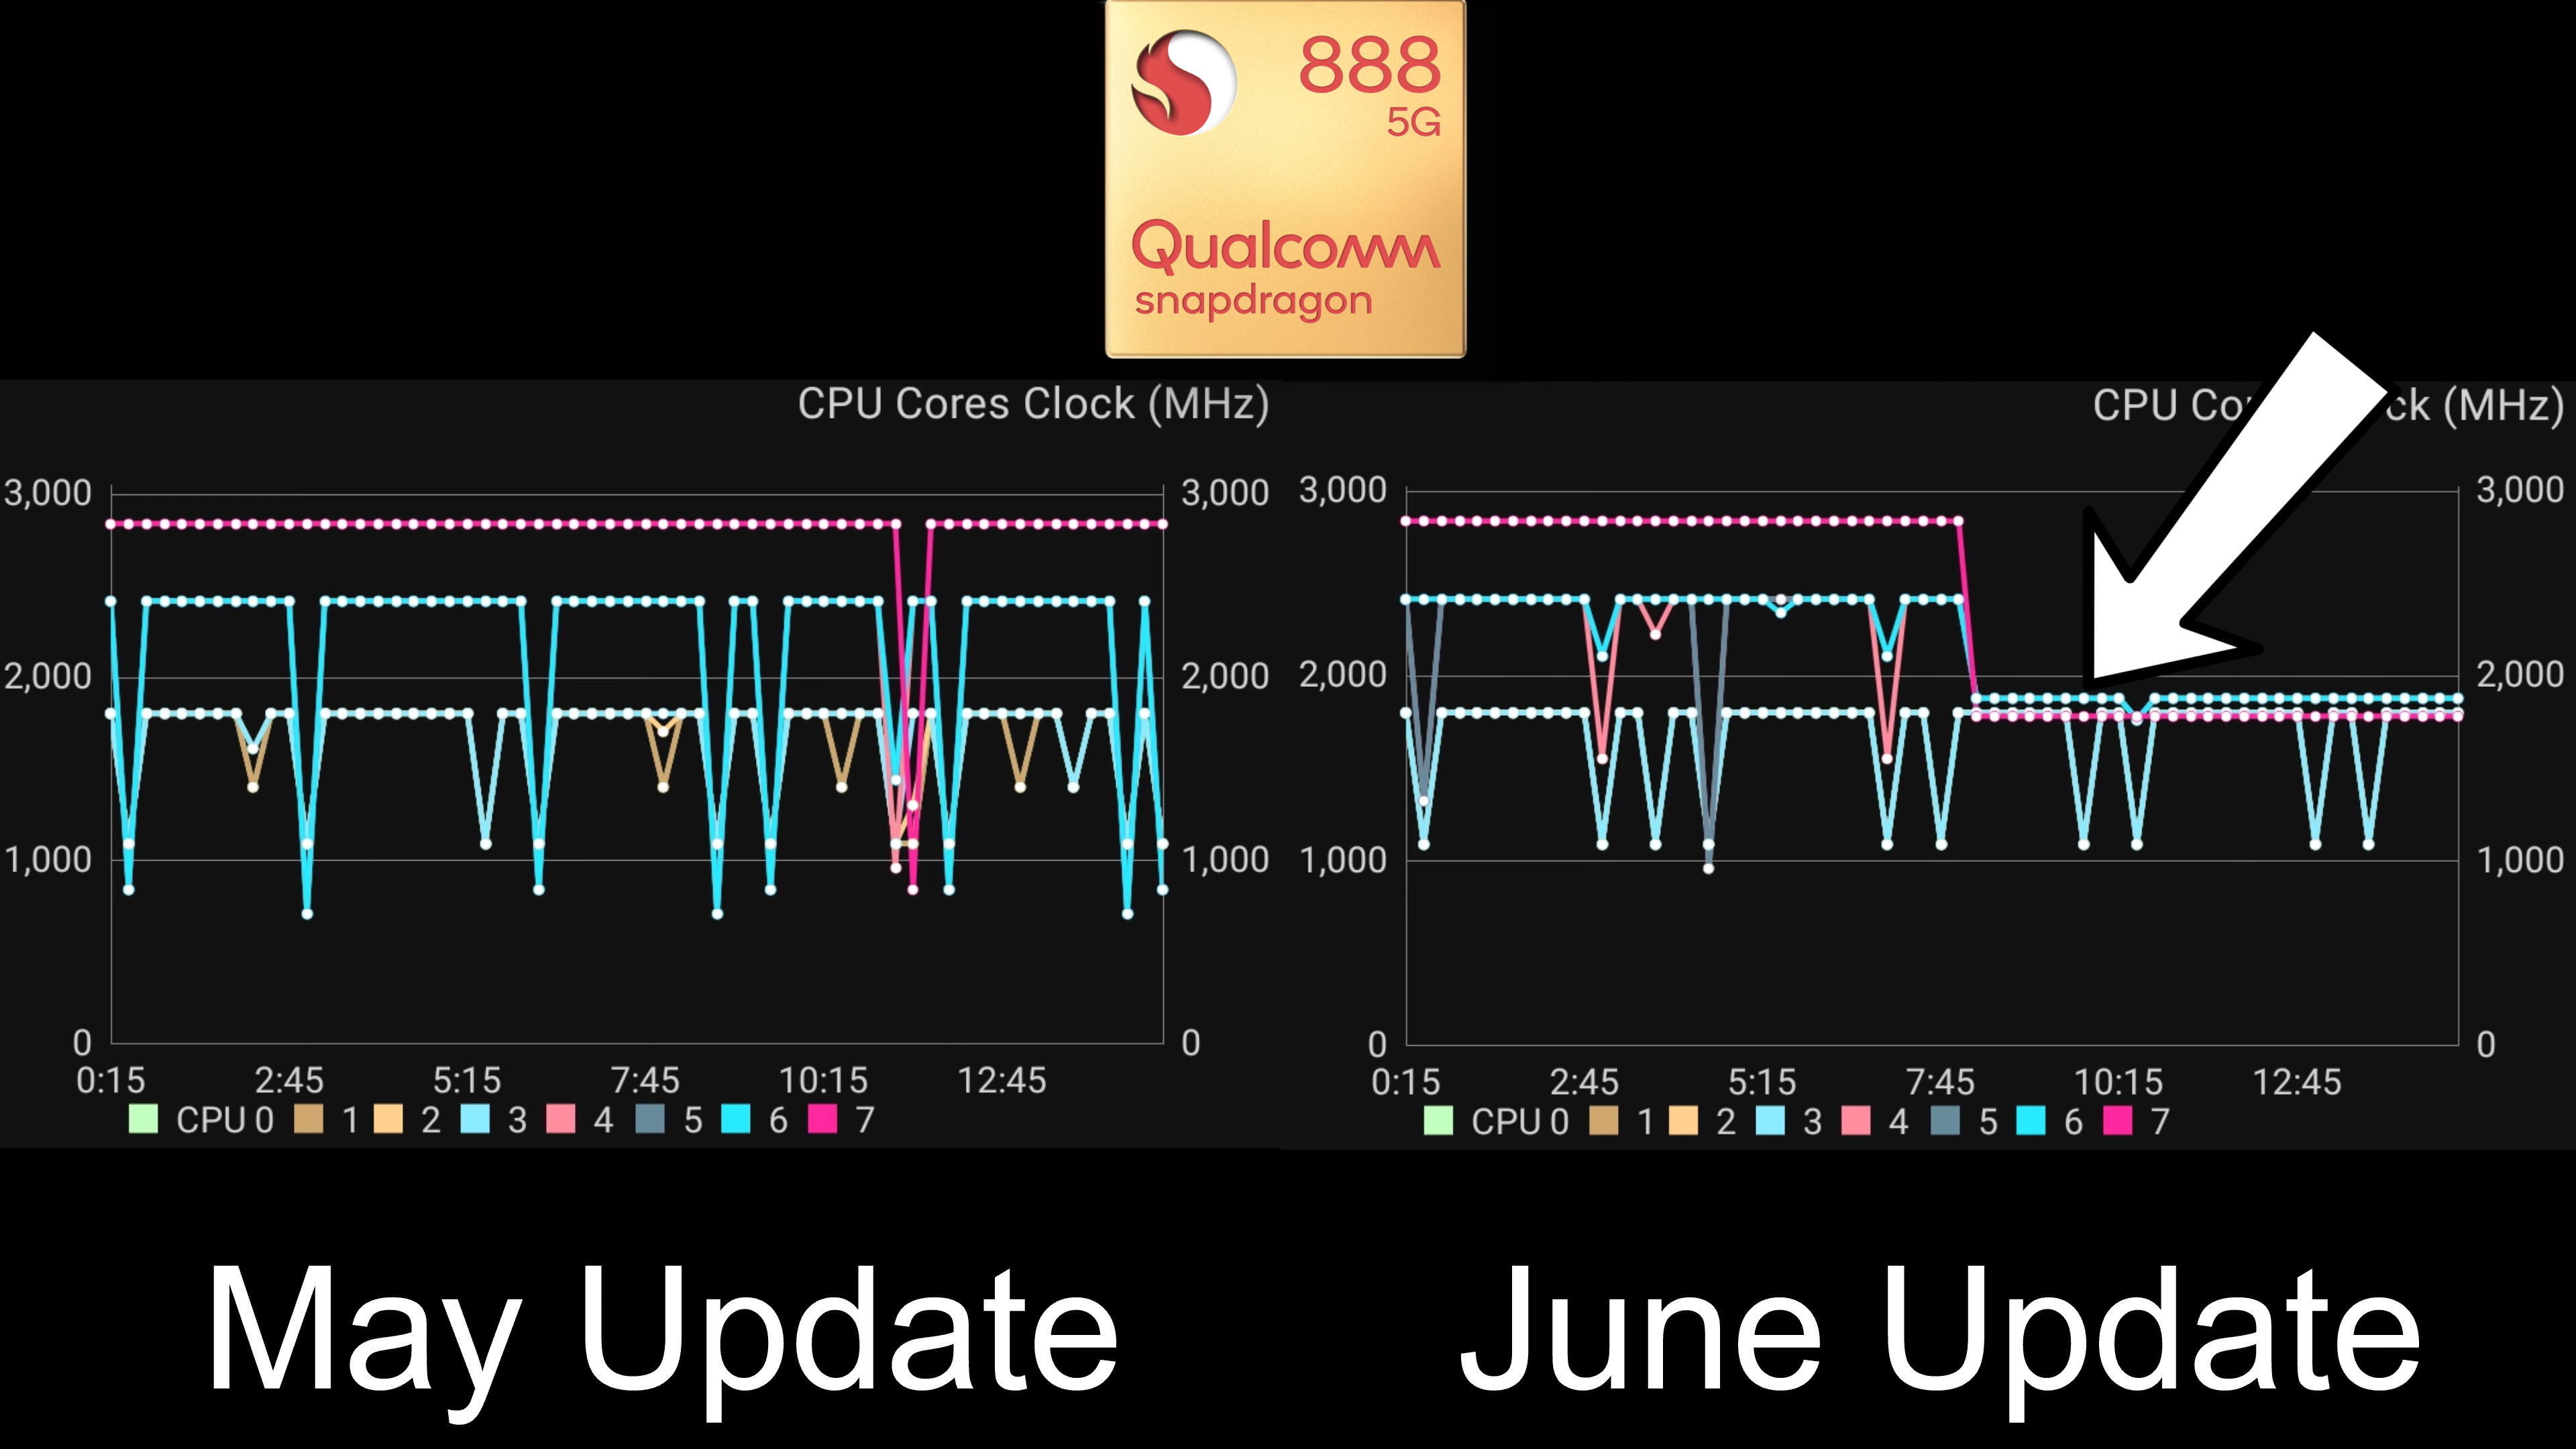 888
5G
Qualcomm
snapdragon
CPU Cores Clock (MHz)
3,000 3,000
2,000 2,000
1,000 1,000
0 0
0:15 2:45 5:15 7:45 10:15 12:45
CPU 0 1 2 3 4 5 6 7
May Update
CPU Co ck (MHz)
3,000 3,000
2,000 2,000
1,000 1,000
0 0
0:15 2:45 5:15 7:45 10:15 12:45
CPU 0 1 2 3 4 5 6 7
June Update